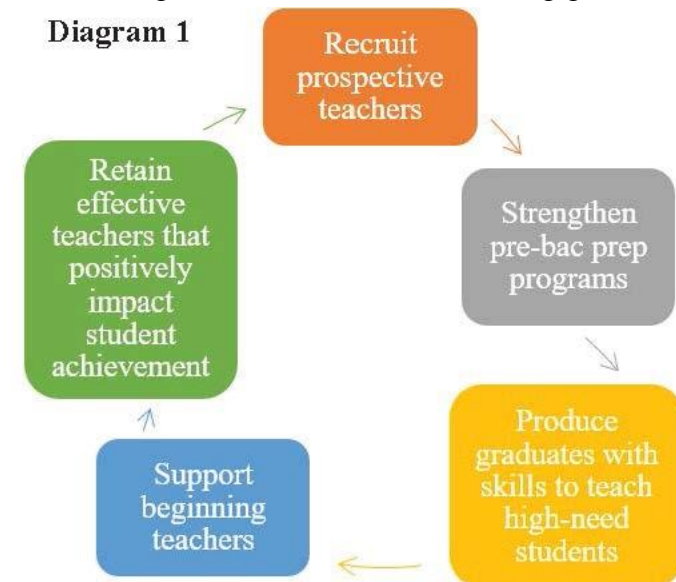 Diagram 1
Recruit
prospective
teachers
Strengthen
pre-bac prep
programs
Produce
graduates with
skills to teach
high-need
students
Support
beginning
teachers
Retain
effective
teachers that
positively
impact
student
achievement